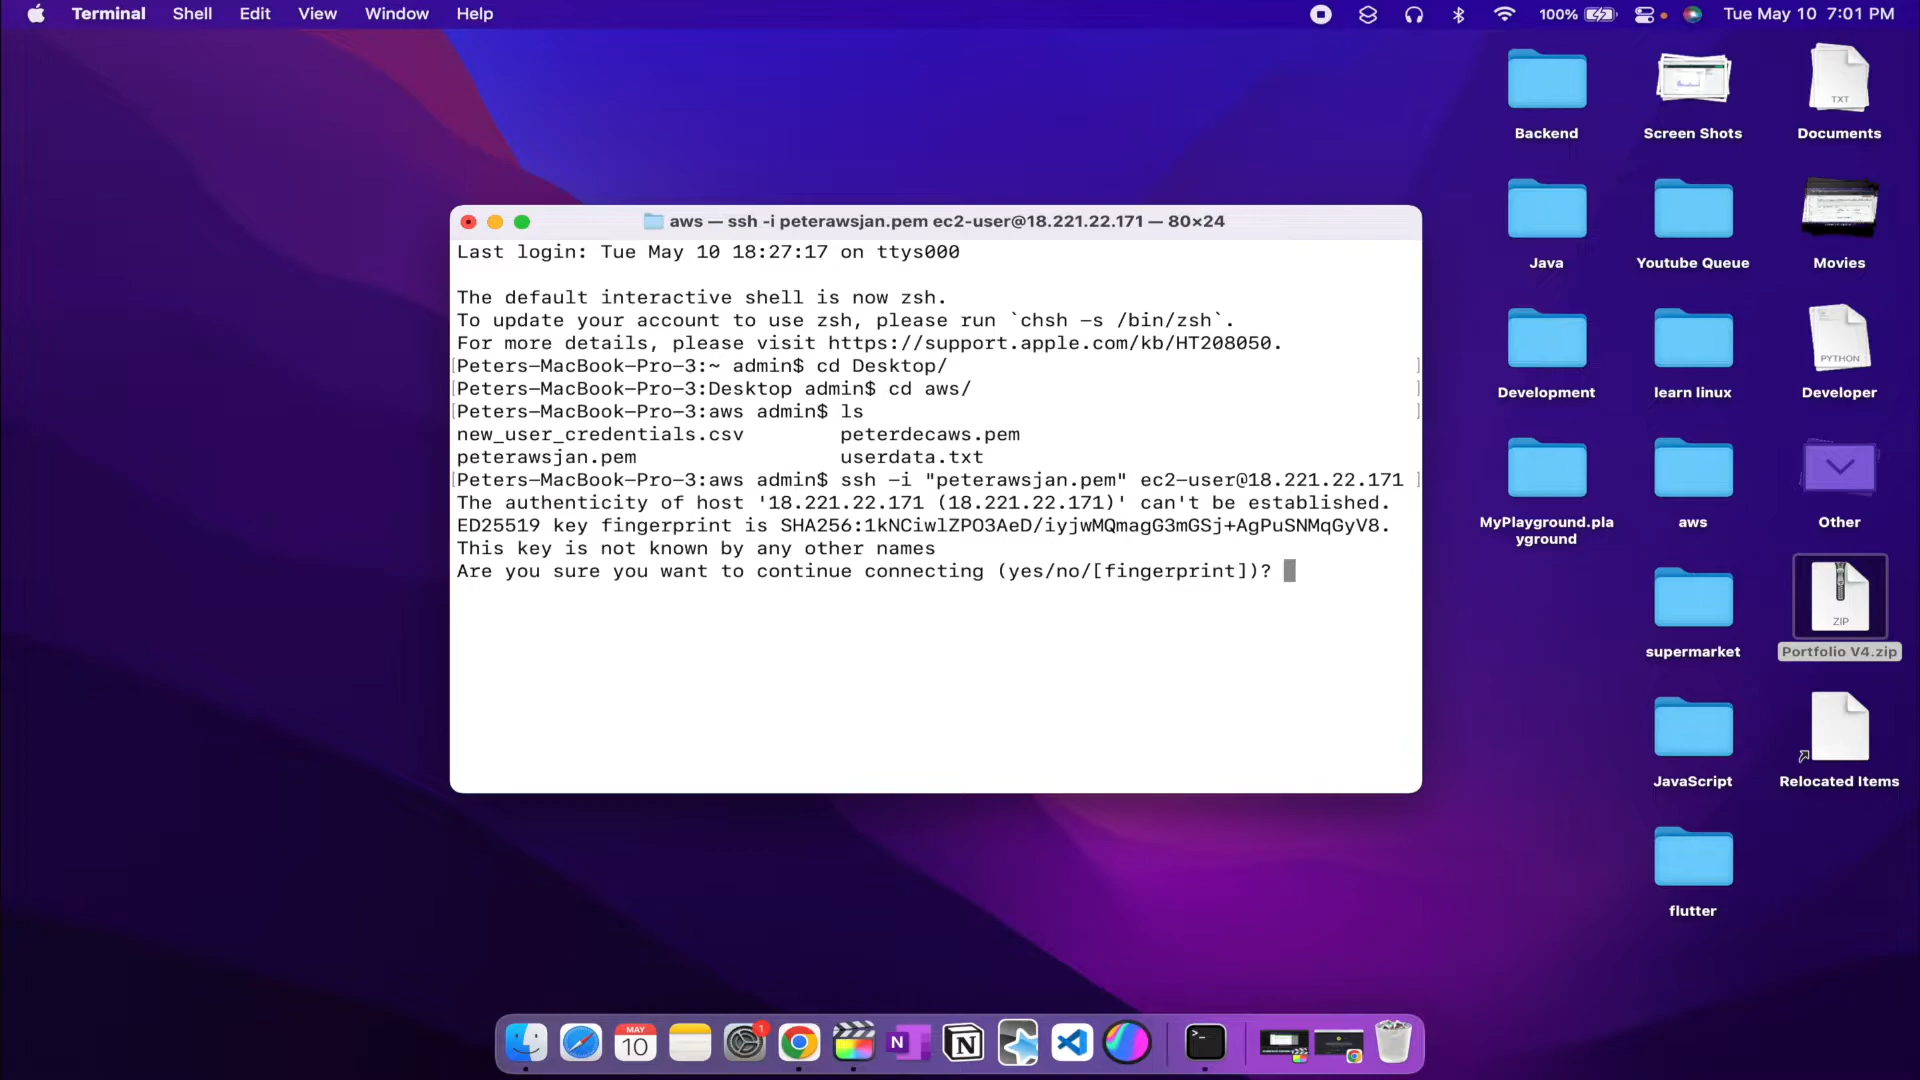 Terminal Shell Edit View Window Help 100% Tue May 10 7:01 PM
aws — ssh -i peterawsjan.pem ec2-user@18.221.22.171 — 80×24
Last login: Tue May 10 18:27:17 on ttys000
The default interactive shell is now zsh.
To update your account to use zsh, please run `chsh -s /bin/zsh`.
For more details, please visit https://support.apple.com/kb/HT208050.
[Peters-MacBook-Pro-3:~ admin$ cd Desktop/ ]
[Peters-MacBook-Pro-3:Desktop admin$ cd aws/ ]
[Peters-MacBook-Pro-3:aws admin$ ls ]
new_user_credentials.csv peterdecaws.pem
peterawsjan.pem userdata.txt
[Peters-MacBook-Pro-3:aws admin$ ssh -i "peterawsjan.pem" ec2-user@18.221.22.171 ]
The authenticity of host '18.221.22.171 (18.221.22.171)' can't be established.
ED25519 key fingerprint is SHA256:1kNCiwlZPO3AeD/iyjwMQmagG3mGSj+AgPuSNMqGyV8.
This key is not known by any other names
Are you sure you want to continue connecting (yes/no/[fingerprint])?
TXT
Backend Screen Shots Documents
Java Youtube Queue Movies
PYTHON
Development learn linux Developer
MyPlayground.pla aws Other
yground
ZIP
supermarket Portfolio V4.zip
JavaScript Relocated Items
flutter
MAY
10
1
N
N
>_